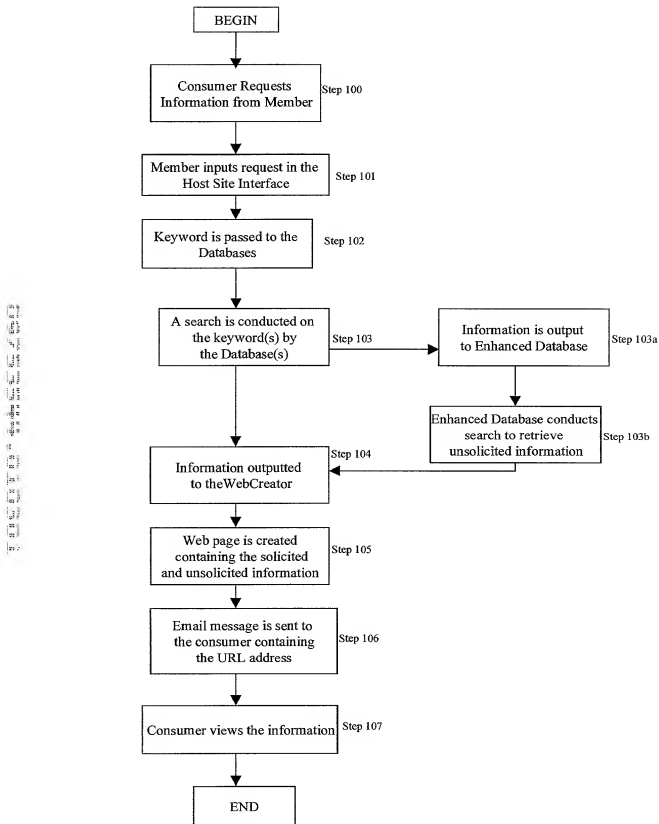 BEGIN
Consumer Requests
Information from Member
Step 100
Member inputs request in the
Host Site Interface
Step 101
Keyword is passed to the
Databases
Step 102
A search is conducted on
the keyword(s) by
the Database(s)
Step 103
Information is output
to Enhanced Database
Step 103a
Enhanced Database conducts
search to retrieve
unsolicited information
Step 103b
Information outputted
to theWebCreator
Step 104
Web page is created
containing the solicited
and unsolicited information
Step 105
Email message is sent to
the consumer containing
the URL address
Step 106
Consumer views the information
Step 107
END